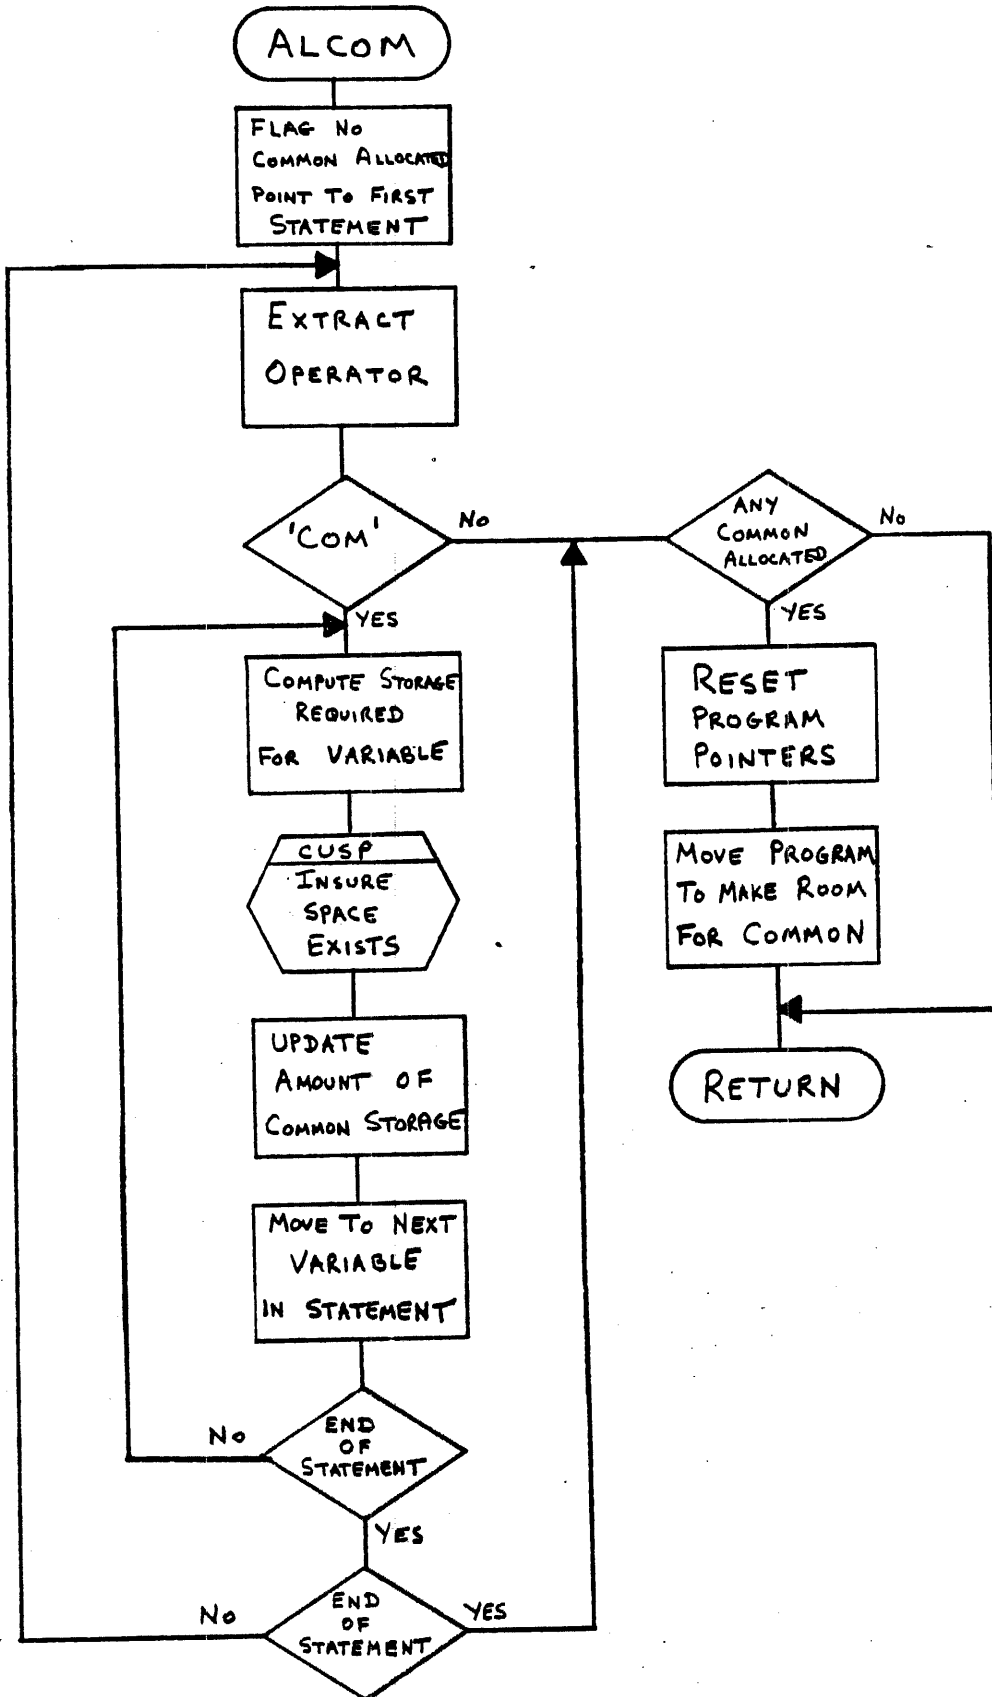 ALCOM
FLAG NO
COMMON ALLOCATED
POINT TO FIRST
STATEMENT
EXTRACT
OPERATOR
'COM'
NO
YES
COMPUTE STORAGE
REQUIRED
FOR VARIABLE
CUSP
INSURE
SPACE
EXISTS
UPDATE
AMOUNT OF
COMMON STORAGE
MOVE TO NEXT
VARIABLE
IN STATEMENT
END
OF
STATEMENT
NO
YES
END
OF
STATEMENT
NO
YES
ANY
COMMON
ALLOCATED
NO
YES
RESET
PROGRAM
POINTERS
MOVE PROGRAM
TO MAKE ROOM
FOR COMMON
RETURN